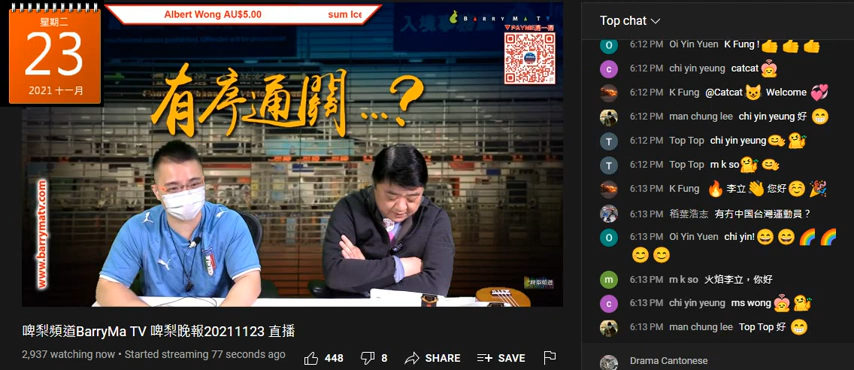 星期二
23
2021 十一月
Albert Wong AU$5.00
sum Ice
BARRYMATV
有序通關...?
www.barrymatv.com
啤梨頻道BarryMa TV 啤梨晚報20211123 直播
2,937 watching now • Started streaming 77 seconds ago
448
8
SHARE
SAVE
Top chat
6:12 PM Oi Yin Yuen K Fung !👍👍👍
6:12 PM chi yin yeung catcat
6:12 PM K Fung @Catcat 😺 Welcome 💞
6:12 PM man chung lee chi yin yeung 好 😁
6:12 PM Top Top chi yin yeung
6:12 PM Top Top m k so
6:13 PM K Fung 🔥 李立 👋 您好 ☺️ 🎉
6:13 PM 稻葉浩志 有冇中国台灣運動員？
6:13 PM Oi Yin Yuen chi yin! 😄 😄 🌈 🌈
😊 😊
6:13 PM m k so 火焰李立，你好
6:13 PM chi yin yeung ms wong
6:13 PM man chung lee Top Top 好 😁
Drama Cantonese